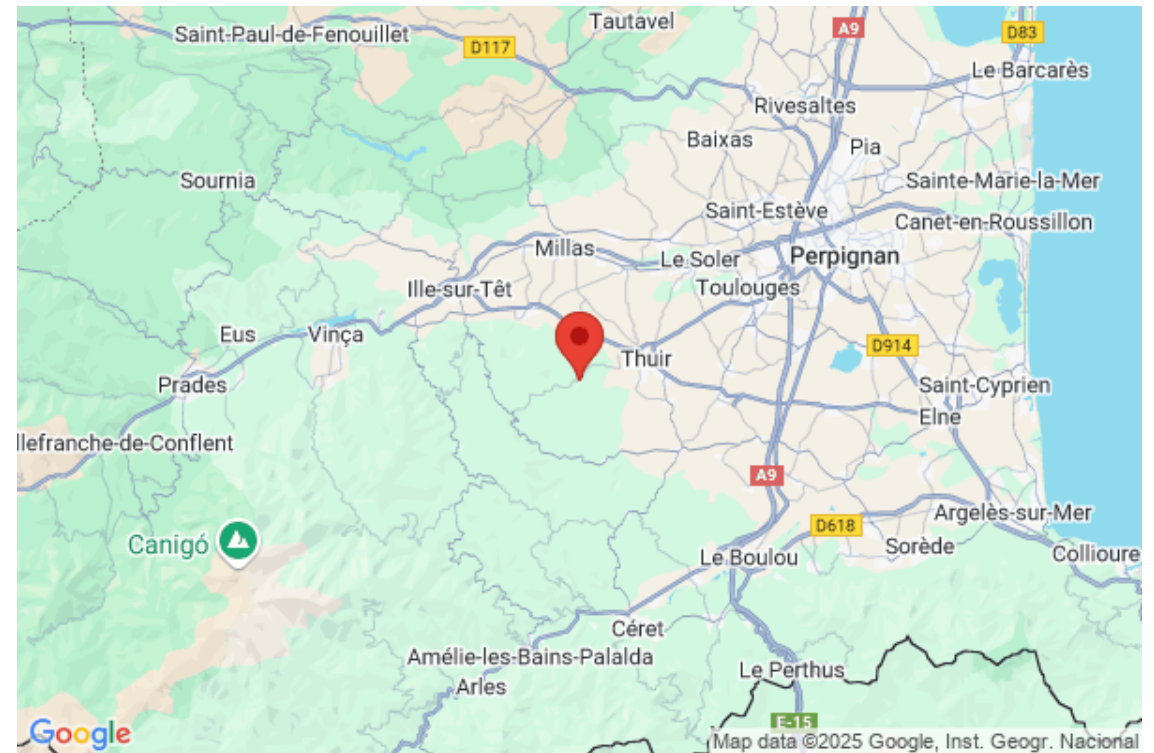 Tautavel
A9
D83
Saint-Paul-de-Fenouillet
D117
Le Barcarès
Rivesaltes
Baixas
Pia
Sournia
Sainte-Marie-la-Mer
Saint-Estève
Canet-en-Roussillon
Millas
Le Soler
Perpignan
Ille-sur-Têt
Toulouges
Eus
Vinça
D914
Thuir
Prades
Saint-Cyprien
Elne
llefranche-de-Conflent
A9
Argelès-sur-Mer
D618
Canigó
Sorède
Le Boulou
Collioure
Céret
Amélie-les-Bains-Palalda
Le Perthus
Arles
E-15
Google
Map data ©2025 Google, Inst. Geogr. Nacional